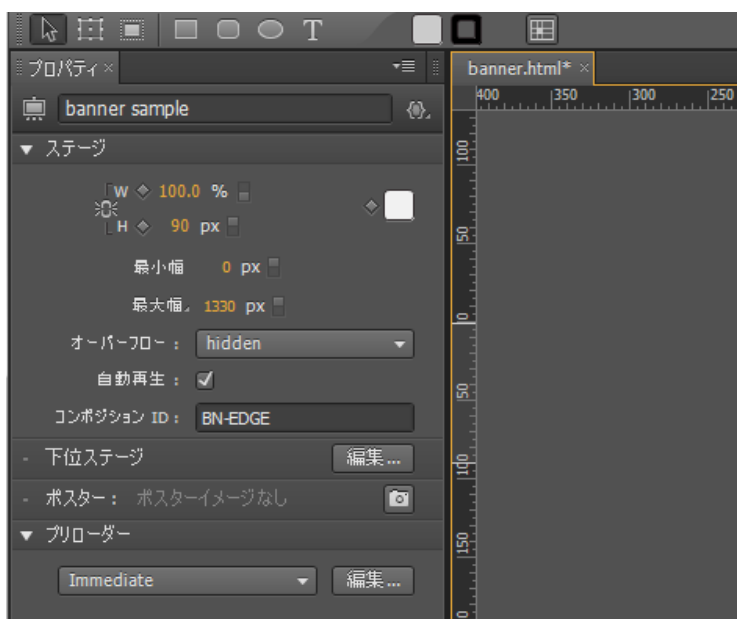 T
プロパティ ×
banner.html* ×
banner sample
400 350 300 250
ステージ
W 100.0 %
H 90 px
最小幅 0 px
最大幅 1330 px
オーバーフロー : hidden
自動再生 :
コンポジション ID : BN-EDGE
下位ステージ 編集...
ポスター : ポスターイメージなし
プリローダー
Immediate 編集...
100
50
0
50
100
150